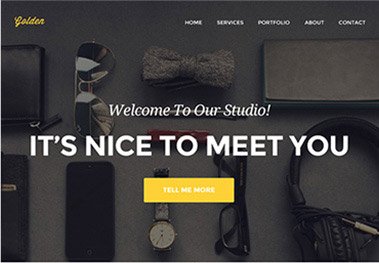 Golden
HOME SERVICES PORTFOLIO ABOUT CONTACT
Welcome To Our Studio!
IT'S NICE TO MEET YOU
TELL ME MORE